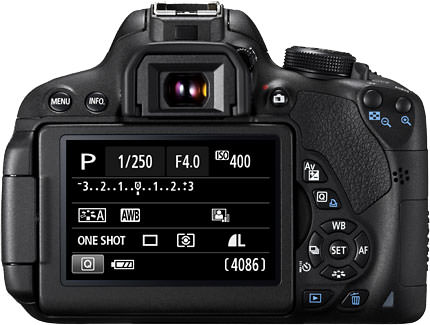 MENU INFO.
P 1/250 F4.0 ISO 400
-3..2..1..0..1..2.:3
A AWB
ONE SHOT L
Q (4086)
Av
Q
WB
SET AF